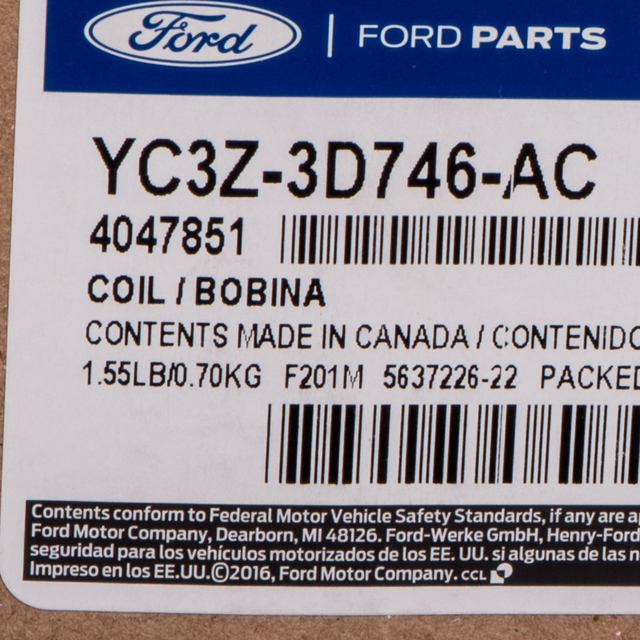 Ford | FORD PARTS
YC3Z-3D746-AC
4047851
COIL / BOBINA
CONTENTS MADE IN CANADA / CONTENIDO
1.55LB/0.70KG F201M 5637226-22 PACKED
Contents conform to Federal Motor Vehicle Safety Standards, if any are
Ford Motor Company, Dearborn, MI 48126. Ford-Werke GmbH, Henry-Ford
seguridad para los vehículos motorizados de los EE. UU. si algunas de las
Impreso en los EE.UU.©2016, Ford Motor Company. CCL